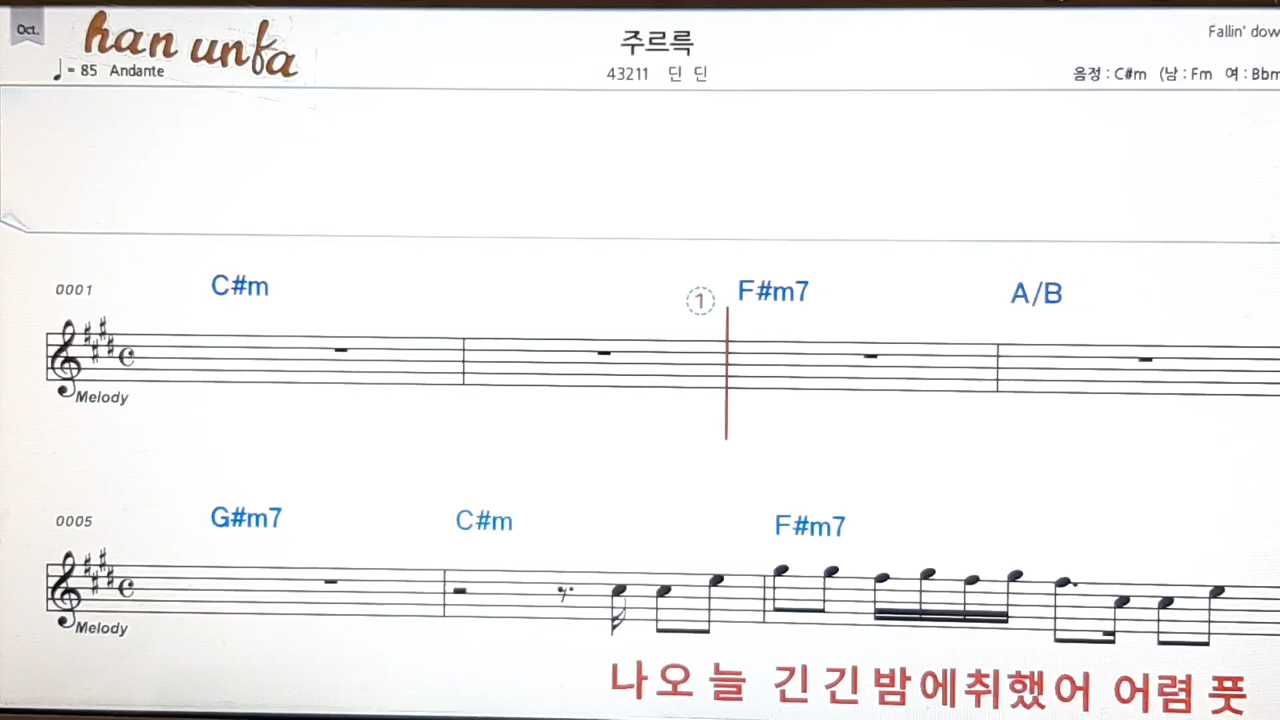 Oct.
han unfa
= 85 Andante
주르륵
43211 딘 딘
Fallin' dow
음정 : C#m (남 : Fm 여 : Bbm
0001
C#m
1
F#m7
A/B
Melody
0005
G#m7
C#m
F#m7
Melody
나오 늘 긴긴밤에취했어 어렴 풋